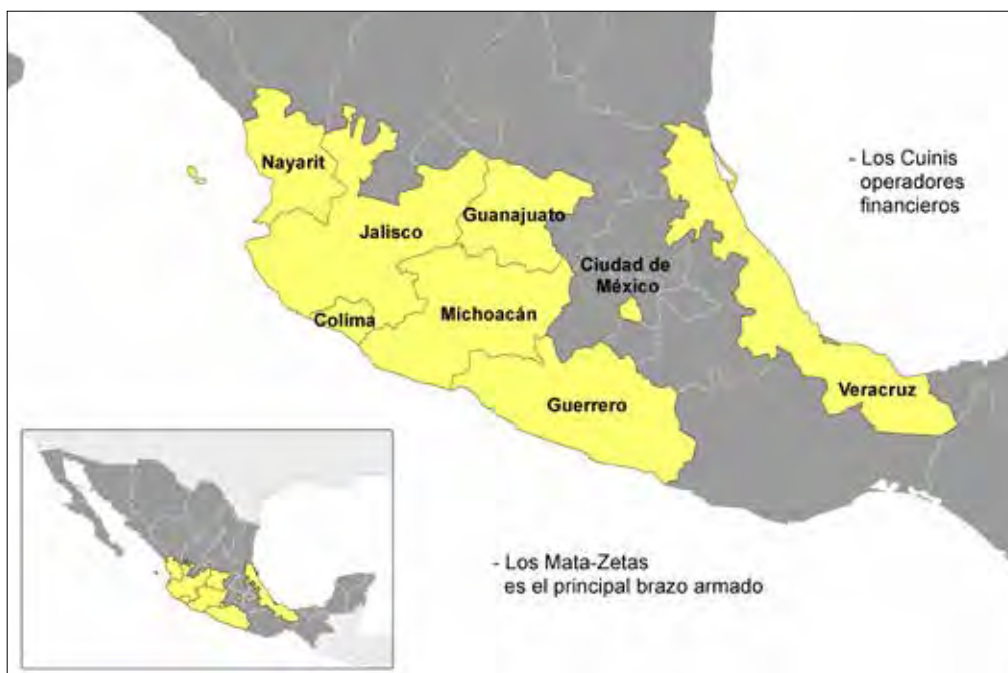 Nayarit
Guanajuato
Jalisco
Ciudad de
México
Colima
Michoacán
Guerrero
Veracruz
- Los Cuinis
operadores
financieros
- Los Mata-Zetas
es el principal brazo armado